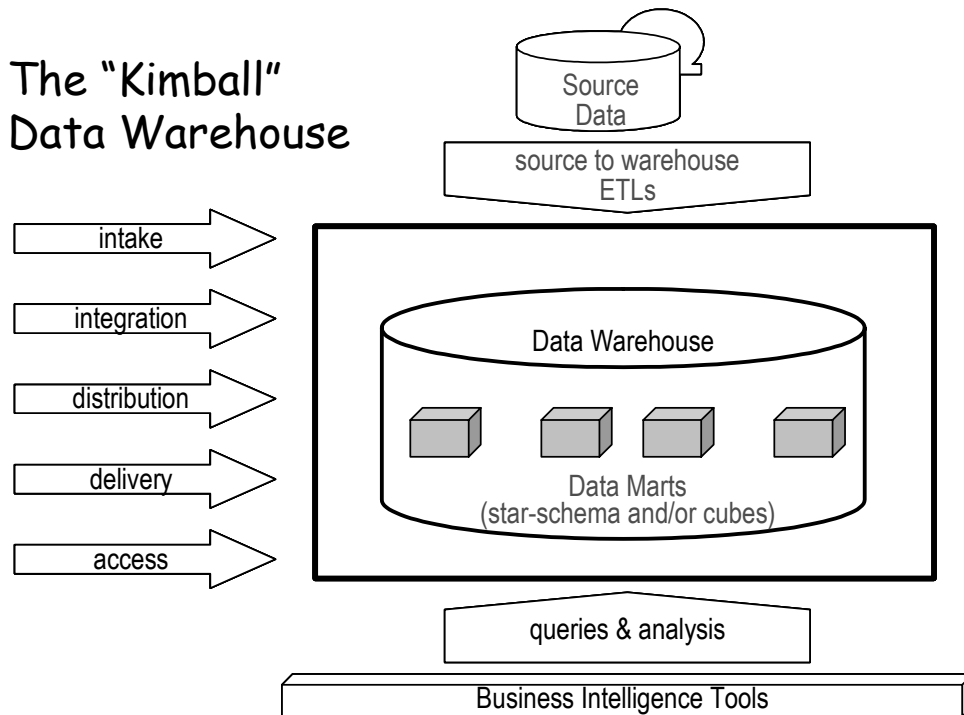 The “Kimball”
Data Warehouse
Source
Data
source to warehouse
ETLs
intake
integration
distribution
delivery
access
Data Warehouse
Data Marts
(star-schema and/or cubes)
queries & analysis
Business Intelligence Tools